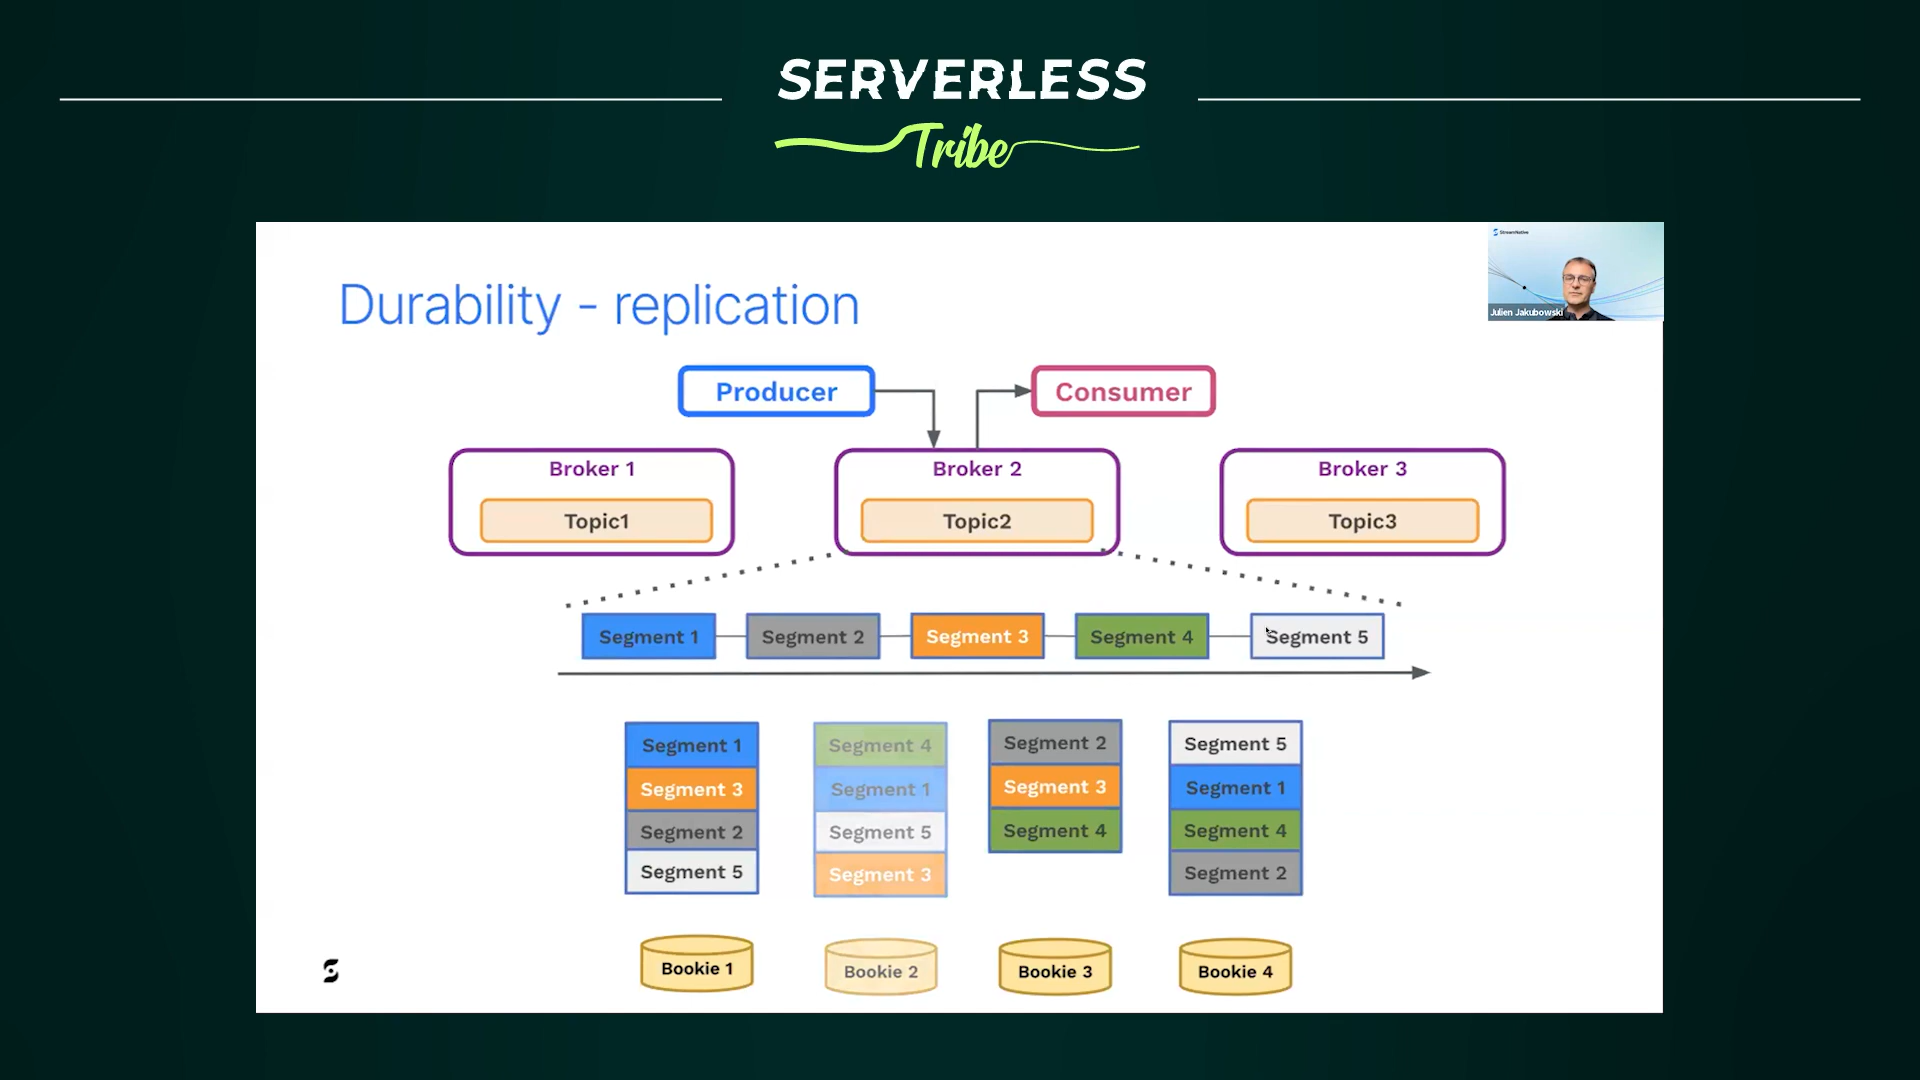 SERVERLESS
Tribe
StreamNative
Julien Jakubowski
Durability - replication
Producer
Consumer
Broker 1
Broker 2
Broker 3
Topic1
Topic2
Topic3
Segment 1
Segment 2
Segment 3
Segment 4
Segment 5
Segment 1
Segment 3
Segment 2
Segment 5
Bookie 1
Segment 4
Segment 1
Segment 5
Segment 3
Bookie 2
Segment 2
Segment 3
Segment 4
Bookie 3
Segment 5
Segment 1
Segment 4
Segment 2
Bookie 4